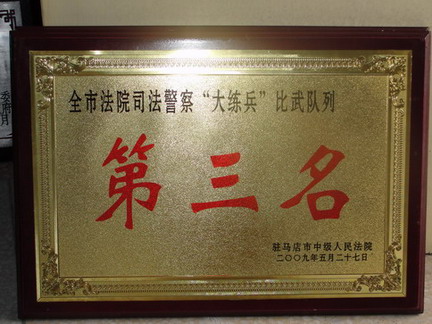 全市法院司法警察“大练兵”比武队列
第三名
驻马店市中级人民法院
二〇〇九年五月二十七日